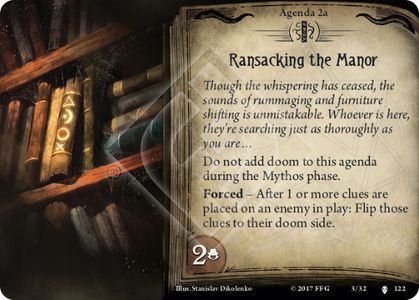 Agenda 2a
Ransacking the Manor
Though the whispering has ceased, the
sounds of rummaging and furniture
shifting is unmistakable. Whoever is here,
they're searching just as thoroughly as
you are…
Do not add doom to this agenda
during the Mythos phase.
Forced – After 1 or more clues are
placed on an enemy in play: Flip those
clues to their doom side.
2
Illus. Stanislav Dikolenko
© 2017 FFG
3/32
122